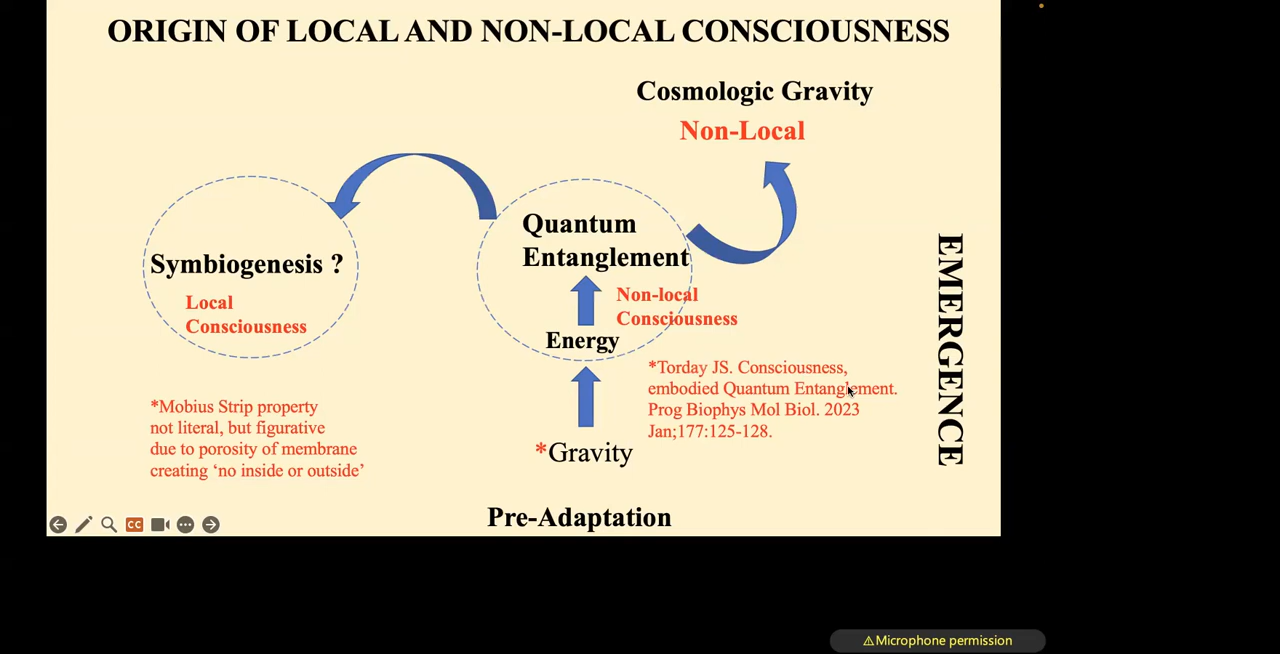 ORIGIN OF LOCAL AND NON-LOCAL CONSCIOUSNESS
Cosmologic Gravity
Non-Local
Quantum
Entanglement
Symbiogenesis ?
Local
Consciousness
Non-local
Consciousness
Energy
*Torday JS. Consciousness,
embodied Quantum Entanglement.
Prog Biophys Mol Biol. 2023
Jan;177:125-128.
*Mobius Strip property
not literal, but figurative
due to porosity of membrane
creating ‘no inside or outside’
*Gravity
EMERGENCE
Pre-Adaptation
CC
⚠Microphone permission